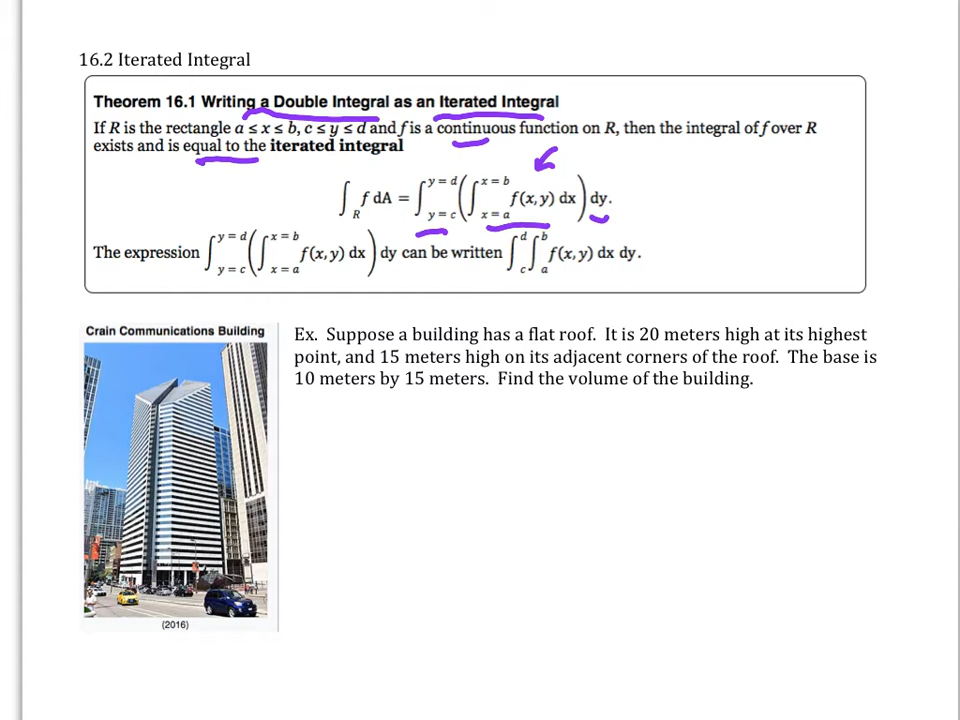 16.2 Iterated Integral
Theorem 16.1 Writing a Double Integral as an Iterated Integral
If R is the rectangle a ≤ x ≤ b, c ≤ y ≤ d and f is a continuous function on R, then the integral of f over R
exists and is equal to the iterated integral
∫_R f dA = ∫_{y = c}^{y = d} ( ∫_{x = a}^{x = b} f(x, y) dx ) dy.
The expression ∫_{y = c}^{y = d} ( ∫_{x = a}^{x = b} f(x, y) dx ) dy can be written ∫_c^d ∫_a^b f(x, y) dx dy.
Crain Communications Building
Ex. Suppose a building has a flat roof. It is 20 meters high at its highest
point, and 15 meters high on its adjacent corners of the roof. The base is
10 meters by 15 meters. Find the volume of the building.
(2016)